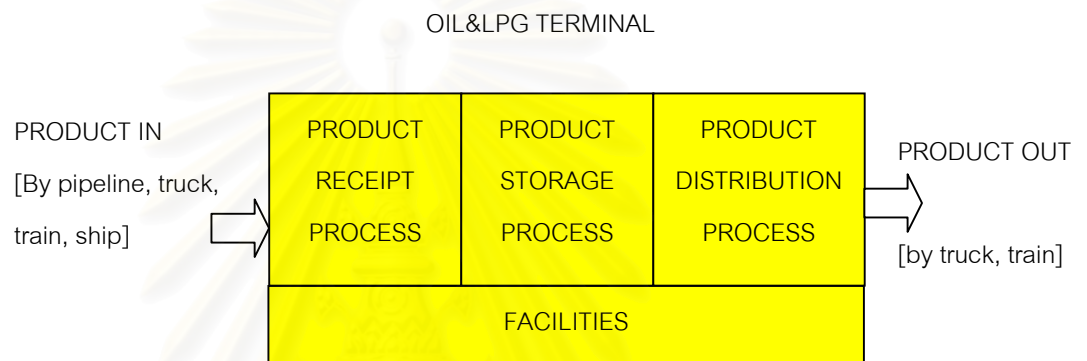 OIL&LPG TERMINAL
PRODUCT IN
[By pipeline, truck,
train, ship]
PRODUCT
RECEIPT
PROCESS
PRODUCT
STORAGE
PROCESS
PRODUCT
DISTRIBUTION
PROCESS
PRODUCT OUT
[by truck, train]
FACILITIES